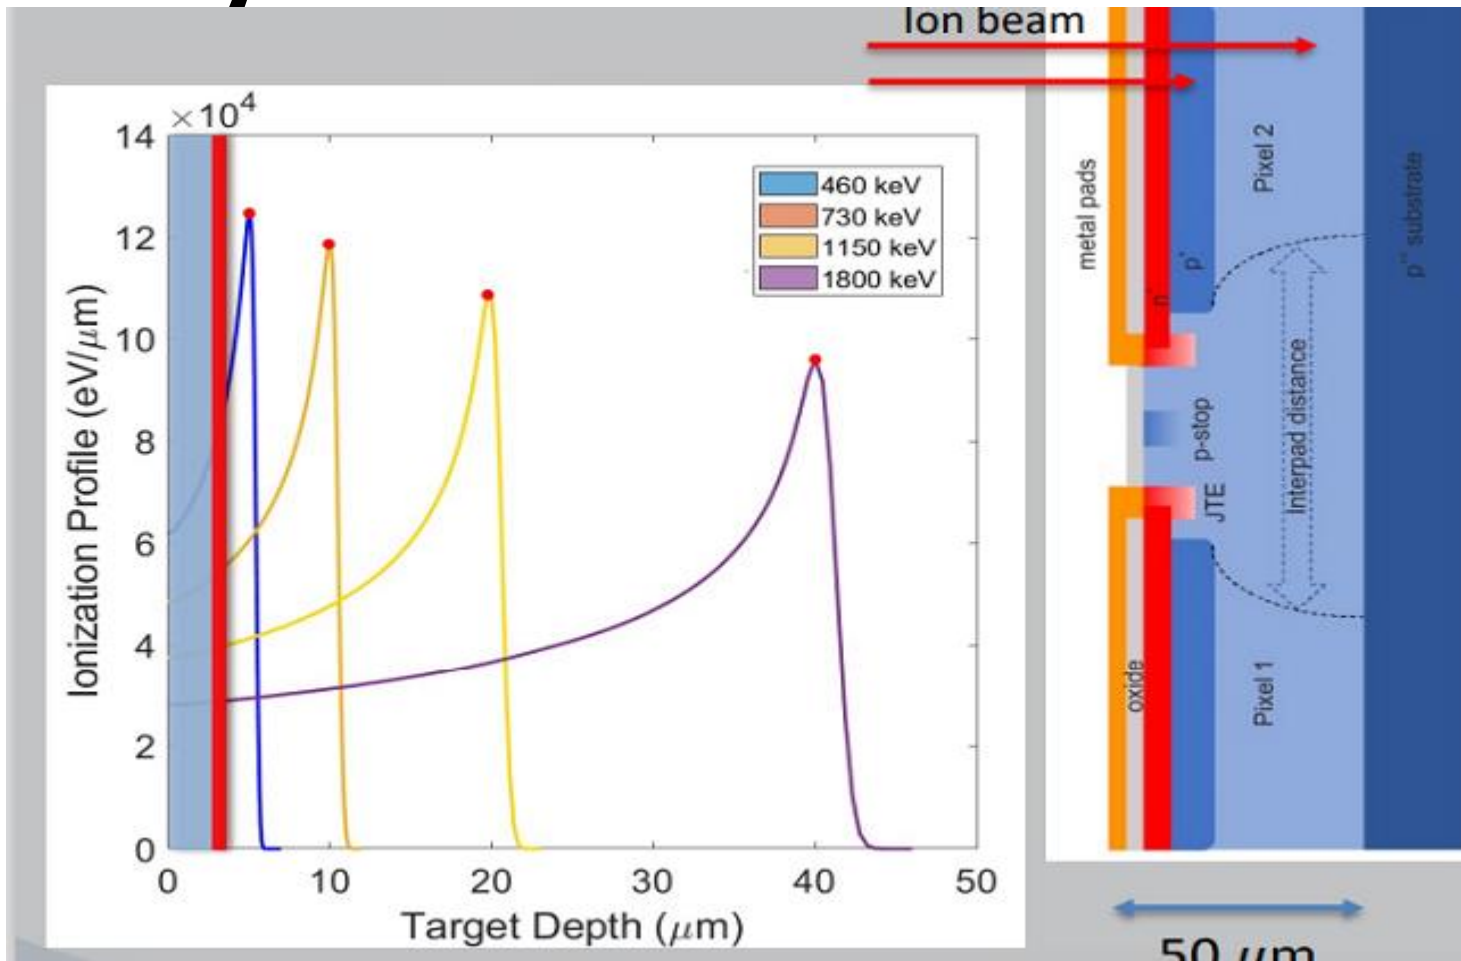 Ion beam
×10⁴
14
12
10
8
6
4
2
0
0 10 20 30 40 50
Ionization Profile (eV/μm)
Target Depth (μm)
460 keV
730 keV
1150 keV
1800 keV
metal pads
oxide
n⁺
p⁺
Pixel 2
p⁺⁺ substrate
Interpad distance
p-stop
JTE
Pixel 1
50 μm